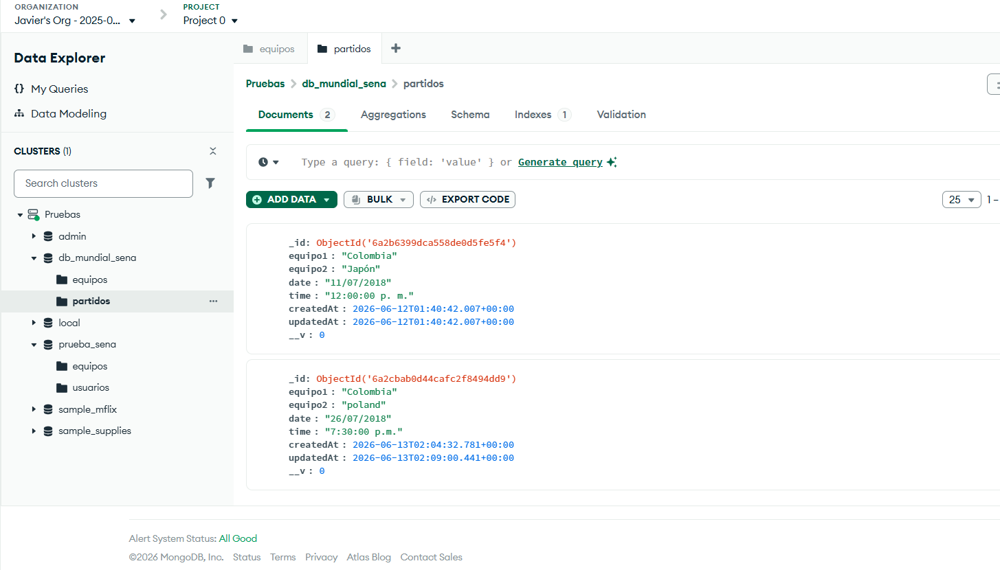 ORGANIZATION
Javier's Org - 2025-0...
PROJECT
Project 0
Data Explorer
My Queries
Data Modeling
CLUSTERS (1)
Search clusters
Pruebas
admin
db_mundial_sena
equipos
partidos
local
prueba_sena
equipos
usuarios
sample_mflix
sample_supplies
equipos
partidos
Pruebas > db_mundial_sena > partidos
Documents 2 Aggregations Schema Indexes 1 Validation
Type a query: { field: 'value' } or Generate query
ADD DATA BULK </> EXPORT CODE 25 1 –
_id: ObjectId('6a2b6399dca558de0d5fe5f4')
equipo1 : "Colombia"
equipo2 : "Japón"
date : "11/07/2018"
time : "12:00:00 p. m."
createdAt : 2026-06-12T01:40:42.007+00:00
updatedAt : 2026-06-12T01:40:42.007+00:00
__v : 0
_id: ObjectId('6a2cbab0d44cafc2f8494dd9')
equipo1 : "Colombia"
equipo2 : "poland"
date : "26/07/2018"
time : "7:30:00 p.m."
createdAt : 2026-06-13T02:04:32.781+00:00
updatedAt : 2026-06-13T02:09:00.441+00:00
__v : 0
Alert System Status: All Good
©2026 MongoDB, Inc. Status Terms Privacy Atlas Blog Contact Sales